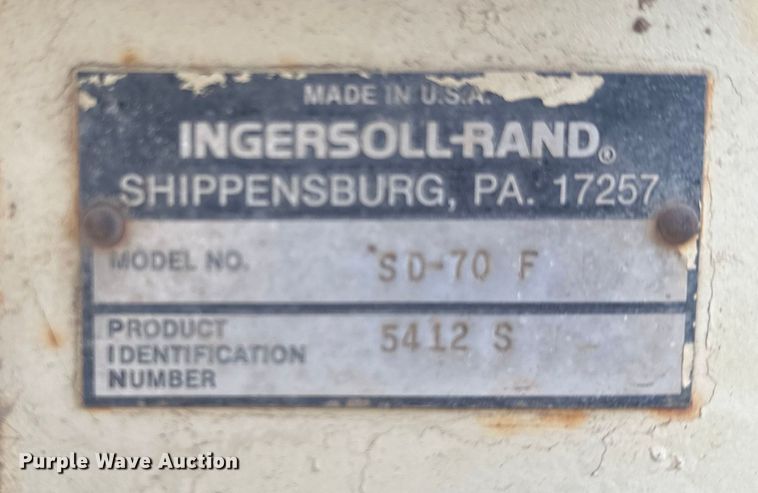 MADE IN U.S.A.
INGERSOLL-RAND®
SHIPPENSBURG, PA. 17257
MODEL NO. SD-70 F
PRODUCT IDENTIFICATION NUMBER 5412 S
Purple Wave Auction